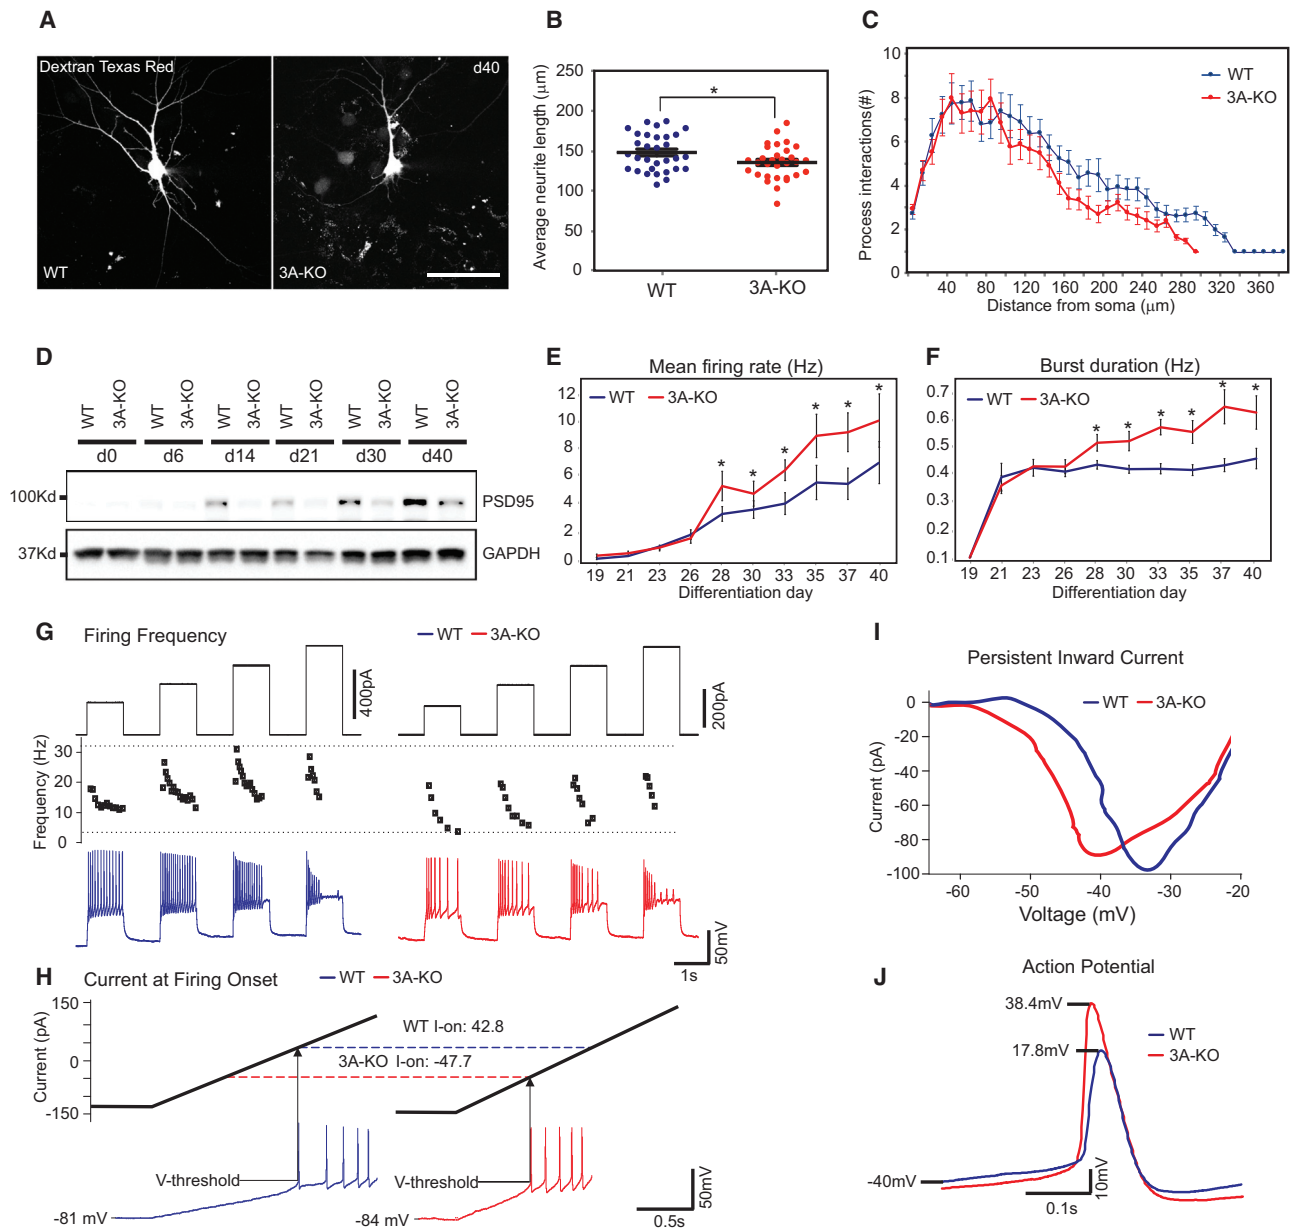 A
Dextran Texas Red
d40
WT
3A-KO
B
Average neurite length (µm)
250
200
150
100
50
0
*
WT
3A-KO
C
Process interactions(#)
10
8
6
4
2
0
WT
3A-KO
40 80 120 160 200 240 280 320 360
Distance from soma (µm)
D
WT 3A-KO WT 3A-KO WT 3A-KO WT 3A-KO WT 3A-KO WT 3A-KO
d0 d6 d14 d21 d30 d40
100Kd
PSD95
37Kd
GAPDH
E
Mean firing rate (Hz)
WT 3A-KO
12
10
8
6
4
2
0
* * * * * *
19 21 23 26 28 30 33 35 37 40
Differentiation day
F
Burst duration (Hz)
WT 3A-KO
0.7
0.6
0.5
0.4
0.3
0.2
0.1
* * * * * *
19 21 23 26 28 30 33 35 37 40
Differentiation day
G
Firing Frequency
WT 3A-KO
400pA
200pA
Frequency (Hz)
30
20
10
0
50mV
1s
H
Current at Firing Onset
WT 3A-KO
Current (pA)
150
0
-150
WT I-on: 42.8
3A-KO I-on: -47.7
V-threshold
V-threshold
-81 mV
-84 mV
50mV
0.5s
I
Persistent Inward Current
WT 3A-KO
Current (pA)
0
-20
-40
-60
-80
-100
-60 -50 -40 -30 -20
Voltage (mV)
J
Action Potential
38.4mV
17.8mV
WT
3A-KO
-40mV
10mV
0.1s